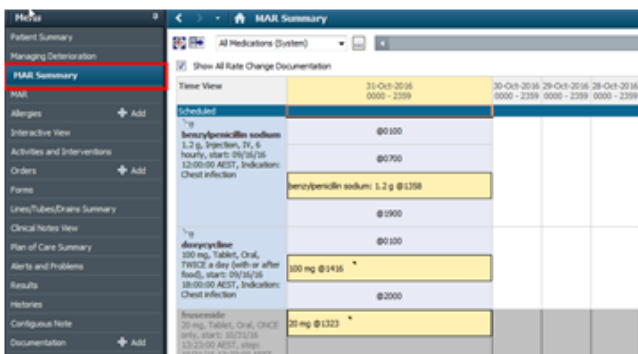 Menu
MAR Summary
Patient Summary
Managing Deterioration
MAR Summary
MAR
Allergies
Add
Interactive View
Activities and Interventions
Orders
Add
Forms
Lines/Tubes/Drains Summary
Clinical Notes View
Plan of Care Summary
Alerts and Problems
Results
Histories
Contiguous Note
Documentation
Add
All Medications (System)
Show All Rate Change Documentation
Time View
31-Oct-2016
0000 - 2359
30-Oct-2016 29-Oct-2016 28-Oct-2016
0000 - 2359 0000 - 2359 0000 - 2359
Scheduled
benzylpenicillin sodium
1.2 g, Injection, IV, 6
hourly, start: 09/16/16
12:00:00 AEST, Indication:
Chest infection
@0100
@0700
benzylpenicillin sodium: 1.2 g @1358
@1900
doxycycline
100 mg, Tablet, Oral,
TWICE a day (with or after
food), start: 09/16/16
18:00:00 AEST, Indication:
Chest infection
@0100
100 mg @1416
@2000
frusemide
20 mg, Tablet, Oral, ONCE
only, start: 10/21/16
13:23:00 AEST, stop:
20 mg @1323